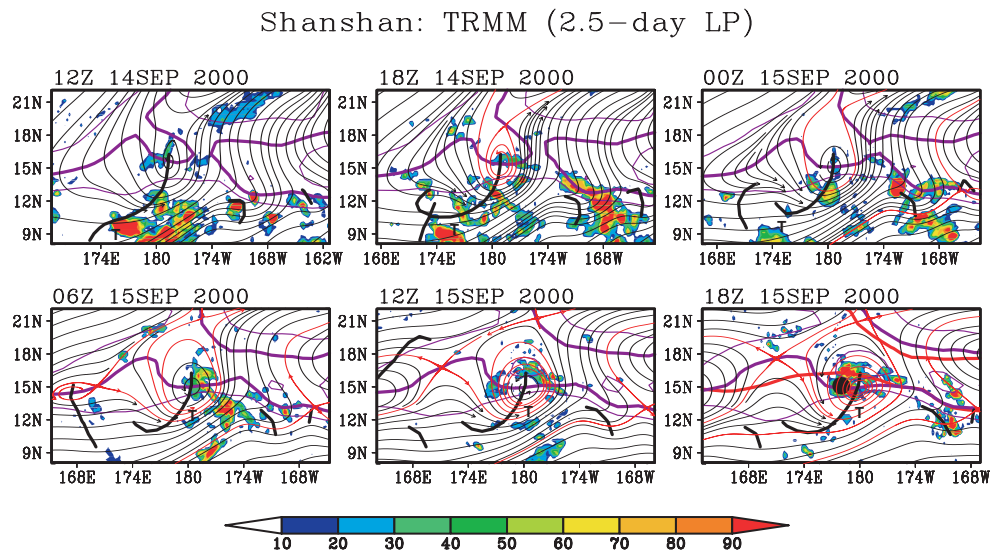 Shanshan: TRMM (2.5-day LP)
12Z 14SEP 2000
18Z 14SEP 2000
00Z 15SEP 2000
21N
18N
15N
12N
9N
T
174E 180 174W 168W 162W
21N
18N
15N
12N
9N
T
168E 174E 180 174W 168W
21N
18N
15N
12N
9N
T
168E 174E 180 174W 168W
06Z 15SEP 2000
12Z 15SEP 2000
18Z 15SEP 2000
21N
18N
15N
12N
9N
T
168E 174E 180 174W 168W
21N
18N
15N
12N
9N
T
168E 174E 180 174W 168W
21N
18N
15N
12N
9N
T
168E 174E 180 174W 168W
10 20 30 40 50 60 70 80 90